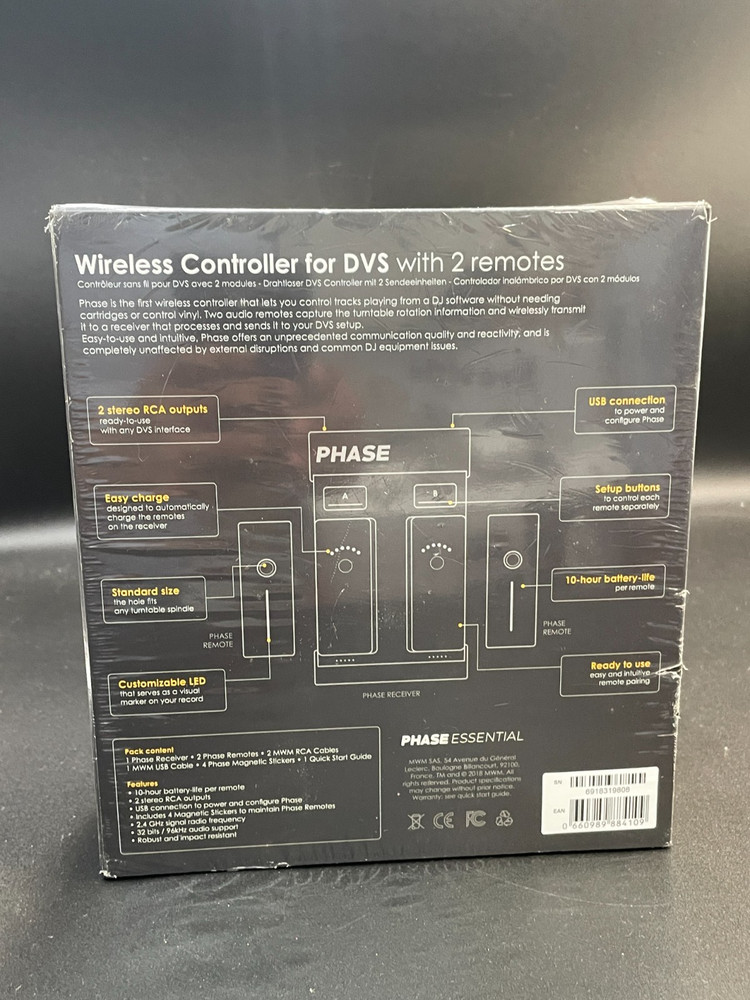 Wireless Controller for DVS with 2 remotes
Contrôleur sans fil pour DVS avec 2 modules - Drahtloser DVS Controller mit 2 Sendeeinheiten - Controlador inalámbrico por DVS con 2 módulos
Phase is the first wireless controller that lets you control tracks playing from a DJ software without needing
cartridges or control vinyl. Two audio remotes capture the turntable rotation information and wirelessly transmit
it to a receiver that processes and sends it to your DVS setup.
Easy-to-use and intuitive, Phase offers an unprecedented communication quality and reactivity, and is
completely unaffected by external disruptions and common DJ equipment issues.
2 stereo RCA outputs
ready-to-use
with any DVS interface
USB connection
to power and
configure Phase
PHASE
A
B
Easy charge
designed to automatically
charge the remotes
on the receiver
Setup buttons
to control each
remote separately
Standard size
the hole fits
any turntable spindle
10-hour battery-life
per remote
PHASE
REMOTE
PHASE
REMOTE
Customizable LED
that serves as a visual
marker on your record
Ready to use
easy and intuitive
remote pairing
PHASE RECEIVER
Pack content
1 Phase Receiver • 2 Phase Remotes • 2 MWM RCA Cables
1 MWM USB Cable • 4 Phase Magnetic Stickers • 1 Quick Start Guide
Features
• 10-hour battery-life per remote
• 2 stereo RCA outputs
• USB connection to power and configure Phase
• Includes 4 Magnetic Stickers to maintain Phase Remotes
• 2,4 GHz signal radio frequency
• 32 bits / 96kHz audio support
• Robust and impact resistant
PHASE ESSENTIAL
MWM SAS, 54 Avenue du Général
Leclerc, Boulogne Billancourt, 92100,
France. TM and © 2018 MWM. All
rights reserved. Product specifications
may change without prior notice.
Warranty: see quick start guide.
CE FC
SN
8918319808
EAN
0 660989 884109